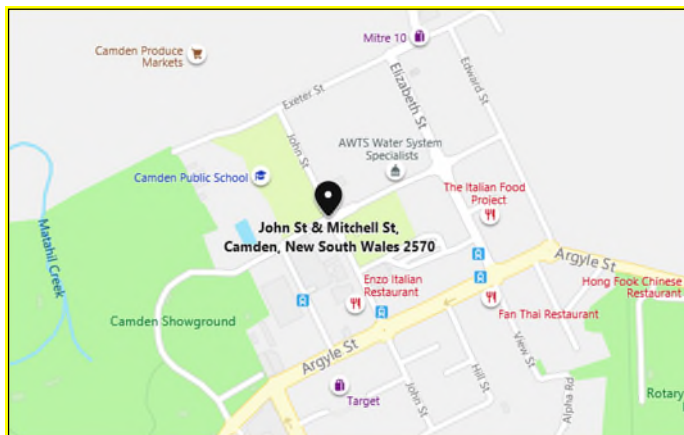 Mitre 10
Camden Produce
Markets
Edward St
Elizabeth St
Exeter St
John St
AWTS Water System
Specialists
Camden Public School
The Italian Food
Project
John St & Mitchell St,
Camden, New South Wales 2570
Matahil Creek
Argyle St
Enzo Italian
Restaurant
Hong Fook Chinese
Restaurant
Camden Showground
Fan Thai Restaurant
Argyle St
View St
Hill St
John St
Target
Alpha Rd
Rotary